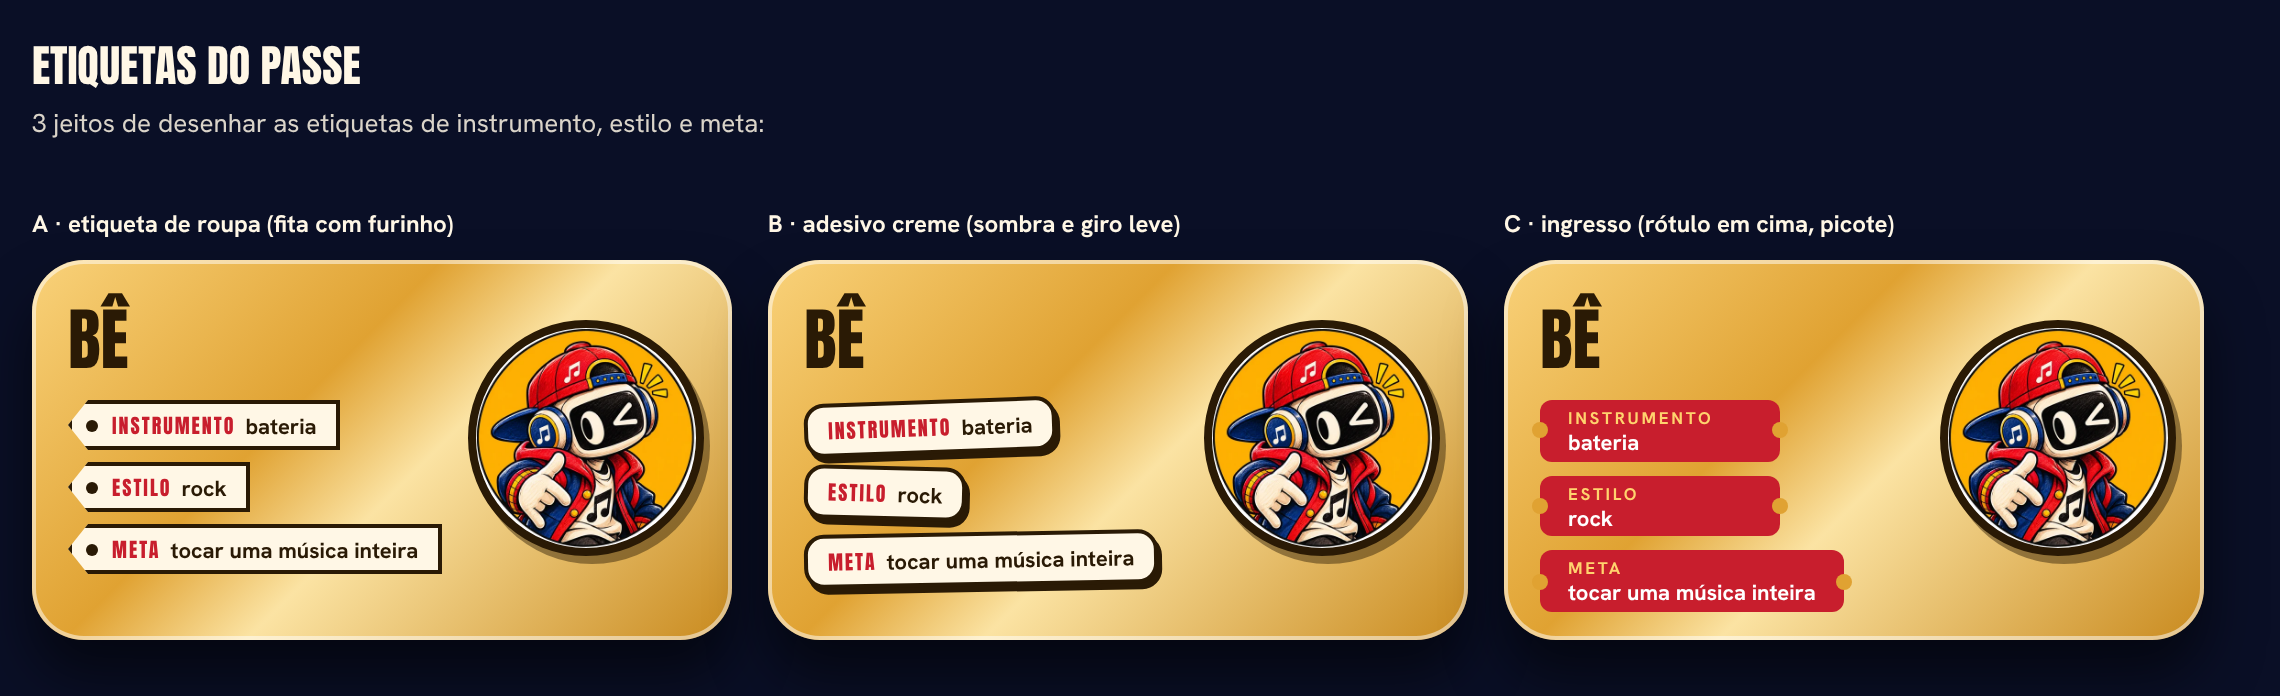 ETIQUETAS DO PASSE
3 jeitos de desenhar as etiquetas de instrumento, estilo e meta:
A · etiqueta de roupa (fita com furinho)
BÊ
INSTRUMENTO bateria
ESTILO rock
META tocar uma música inteira
B · adesivo creme (sombra e giro leve)
BÊ
INSTRUMENTO bateria
ESTILO rock
META tocar uma música inteira
C · ingresso (rótulo em cima, picote)
BÊ
INSTRUMENTO
bateria
ESTILO
rock
META
tocar uma música inteira